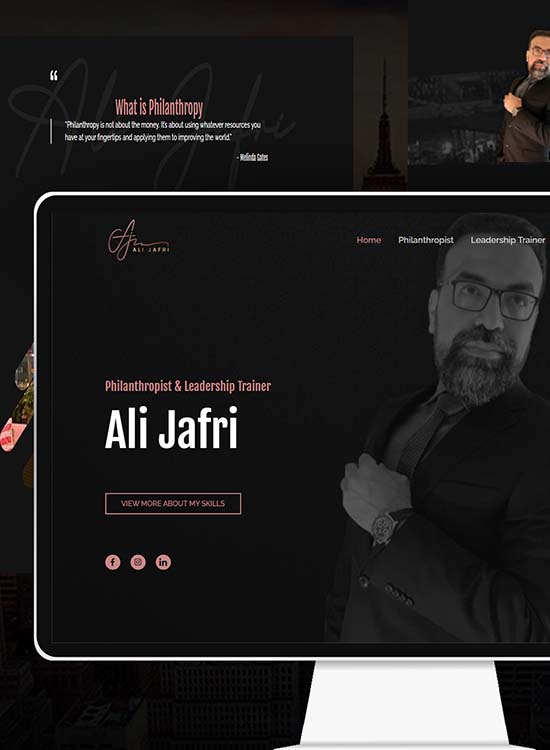 “
What is Philanthropy
"Philanthropy is not about the money. It's about using whatever resources you
have at your fingertips and applying them to improving the world."
- Melinda Gates
ALI JAFRI
Home Philanthropist Leadership Trainer
Philanthropist & Leadership Trainer
Ali Jafri
VIEW MORE ABOUT MY SKILLS
f in